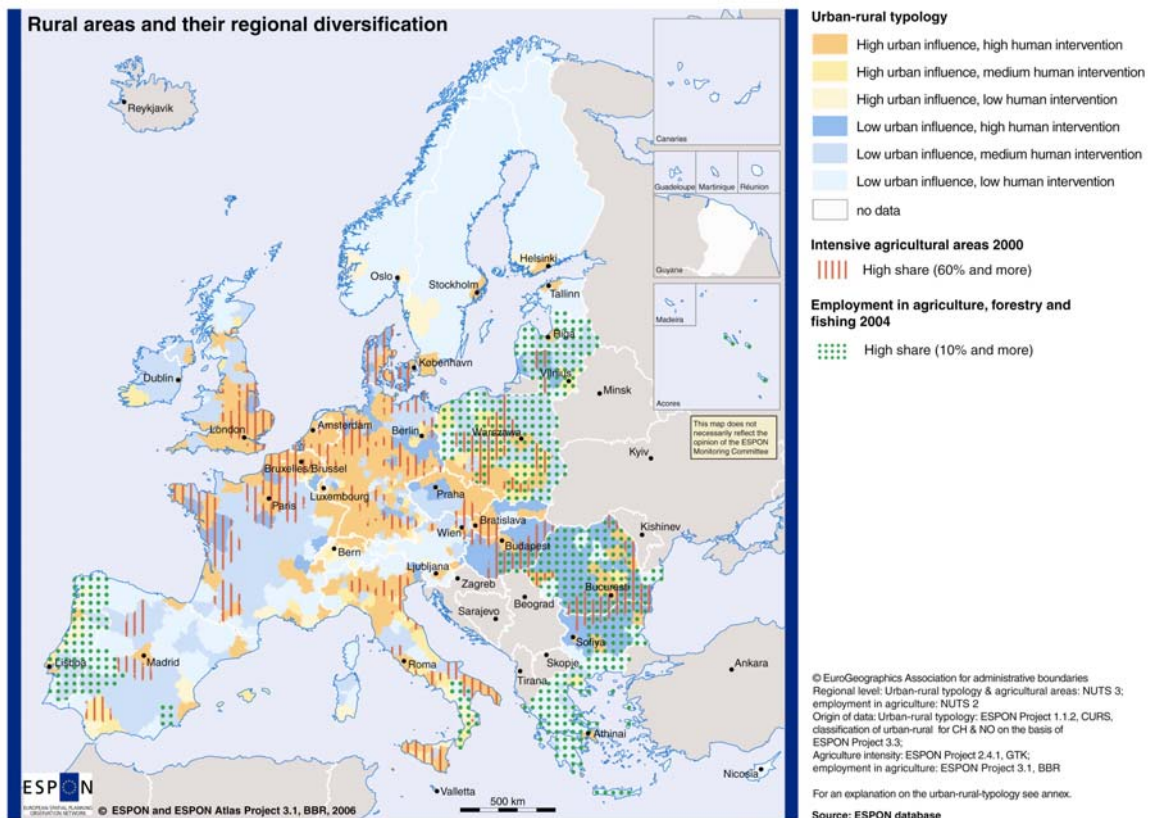 Rural areas and their regional diversification
Reykjavik
Canaries
Guadeloupe
Martinique
Réunion
Guyane
Madeira
Acores
This map does not
necessarily reflect the
opinion of the ESPON
Monitoring Committee
Helsinki
Oslo
Stockholm
Tallinn
Riga
København
Vilnius
Minsk
Dublin
London
Amsterdam
Berlin
Warszawa
Kyiv
Bruxelles/Brussel
Luxembourg
Praha
Paris
Kishinev
Wien
Bratislava
Budapest
Bern
Ljubljana
Zagreb
Bucuresti
Beograd
Sarajevo
Sofiya
Lisboa
Madrid
Roma
Skopje
Tirana
Ankara
Athinai
Nicosia
Valletta
500 km
ESPON
EUROPEAN SPATIAL PLANNING
OBSERVATION NETWORK
© ESPON and ESPON Atlas Project 3.1, BBR, 2006
Urban-rural typology
High urban influence, high human intervention
High urban influence, medium human intervention
High urban influence, low human intervention
Low urban influence, high human intervention
Low urban influence, medium human intervention
Low urban influence, low human intervention
no data
Intensive agricultural areas 2000
High share (60% and more)
Employment in agriculture, forestry and
fishing 2004
High share (10% and more)
© EuroGeographics Association for administrative boundaries
Regional level: Urban-rural typology & agricultural areas: NUTS 3;
employment in agriculture: NUTS 2
Origin of data: Urban-rural typology: ESPON Project 1.1.2, CURS,
classification of urban-rural for CH & NO on the basis of
ESPON Project 3.3;
Agriculture intensity: ESPON Project 2.4.1, GTK;
employment in agriculture: ESPON Project 3.1, BBR
For an explanation on the urban-rural-typology see annex.
Source: ESPON database